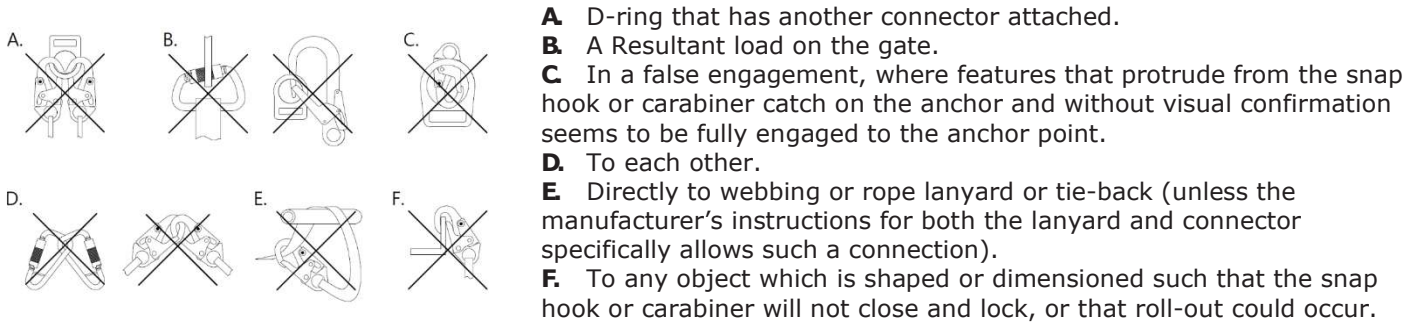 A.
B.
C.
D.
E.
F.
A. D-ring that has another connector attached.
B. A Resultant load on the gate.
C. In a false engagement, where features that protrude from the snap
hook or carabiner catch on the anchor and without visual confirmation
seems to be fully engaged to the anchor point.
D. To each other.
E. Directly to webbing or rope lanyard or tie-back (unless the
manufacturer’s instructions for both the lanyard and connector
specifically allows such a connection).
F. To any object which is shaped or dimensioned such that the snap
hook or carabiner will not close and lock, or that roll-out could occur.